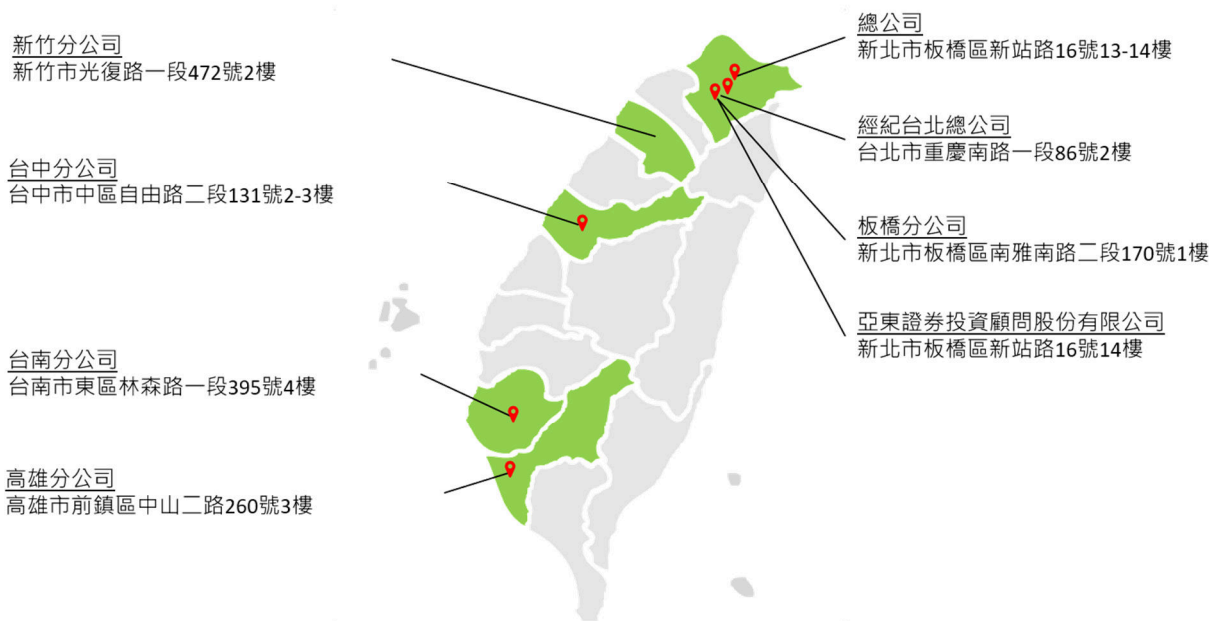 新竹分公司
新竹市光復路一段472號2樓
台中分公司
台中市中區自由路二段131號2-3樓
台南分公司
台南市東區林森路一段395號4樓
高雄分公司
高雄市前鎮區中山二路260號3樓
總公司
新北市板橋區新站路16號13-14樓
經紀台北總公司
台北市重慶南路一段86號2樓
板橋分公司
新北市板橋區南雅南路二段170號1樓
亞東證券投資顧問股份有限公司
新北市板橋區新站路16號14樓